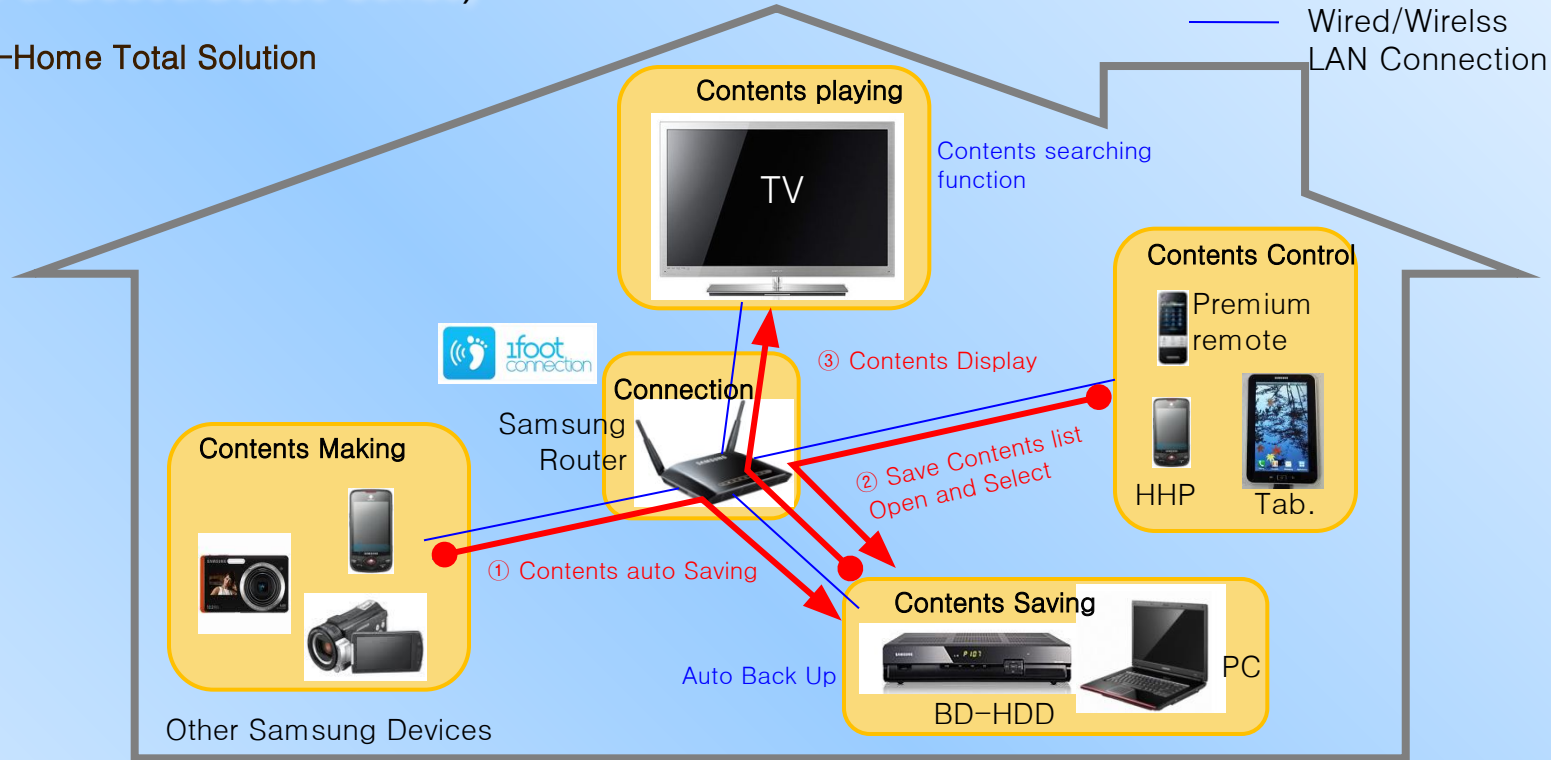 -Home Total Solution
Wired/Wirelss
LAN Connection
Contents playing
TV
Contents searching
function
Contents Control
Premium
remote
HHP
Tab.
1foot
connection
Connection
Samsung
Router
③ Contents Display
② Save Contents list
Open and Select
Contents Making
① Contents auto Saving
Contents Saving
Auto Back Up
PC
BD-HDD
Other Samsung Devices